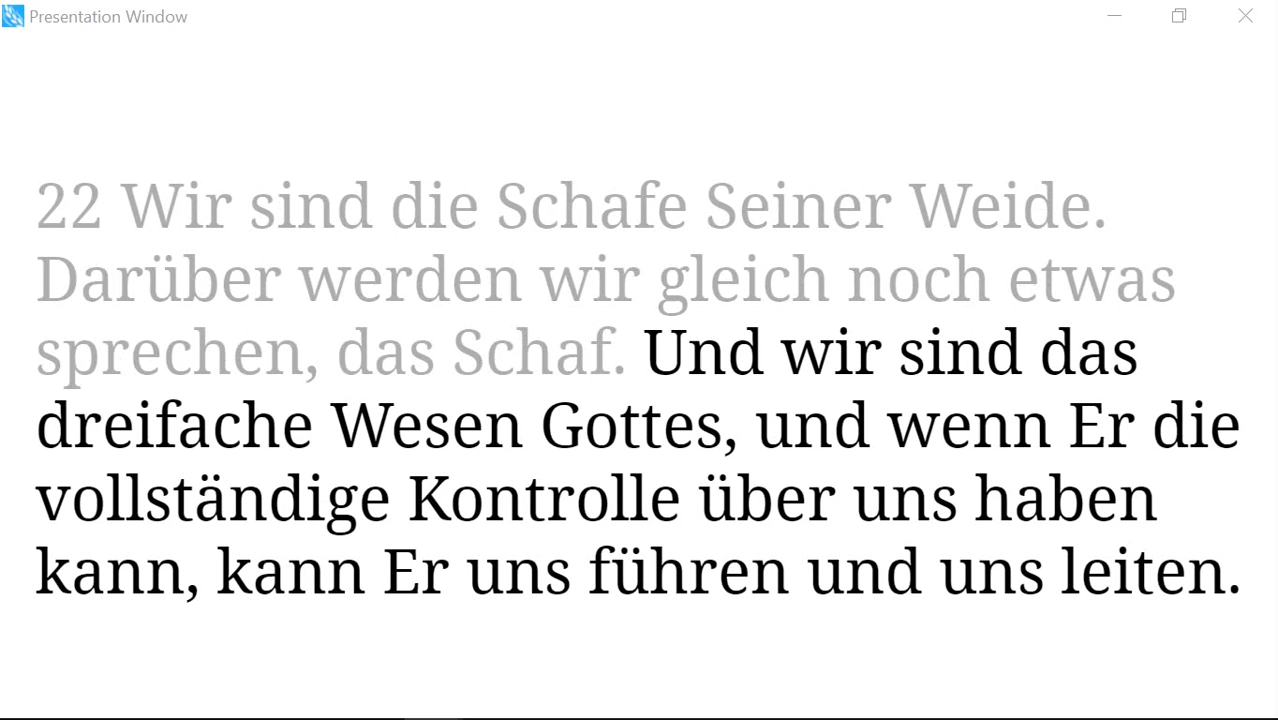 Presentation Window
22 Wir sind die Schafe Seiner Weide.
Darüber werden wir gleich noch etwas
sprechen, das Schaf. Und wir sind das
dreifache Wesen Gottes, und wenn Er die
vollständige Kontrolle über uns haben
kann, kann Er uns führen und uns leiten.